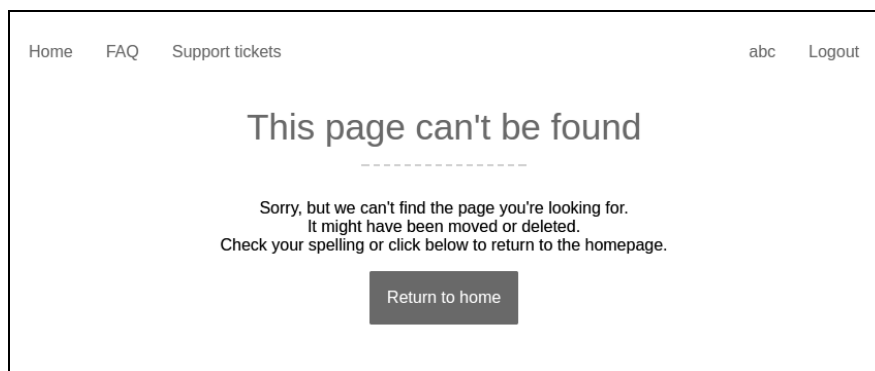 Home FAQ Support tickets abc Logout
This page can't be found
Sorry, but we can't find the page you're looking for.
It might have been moved or deleted.
Check your spelling or click below to return to the homepage.
Return to home